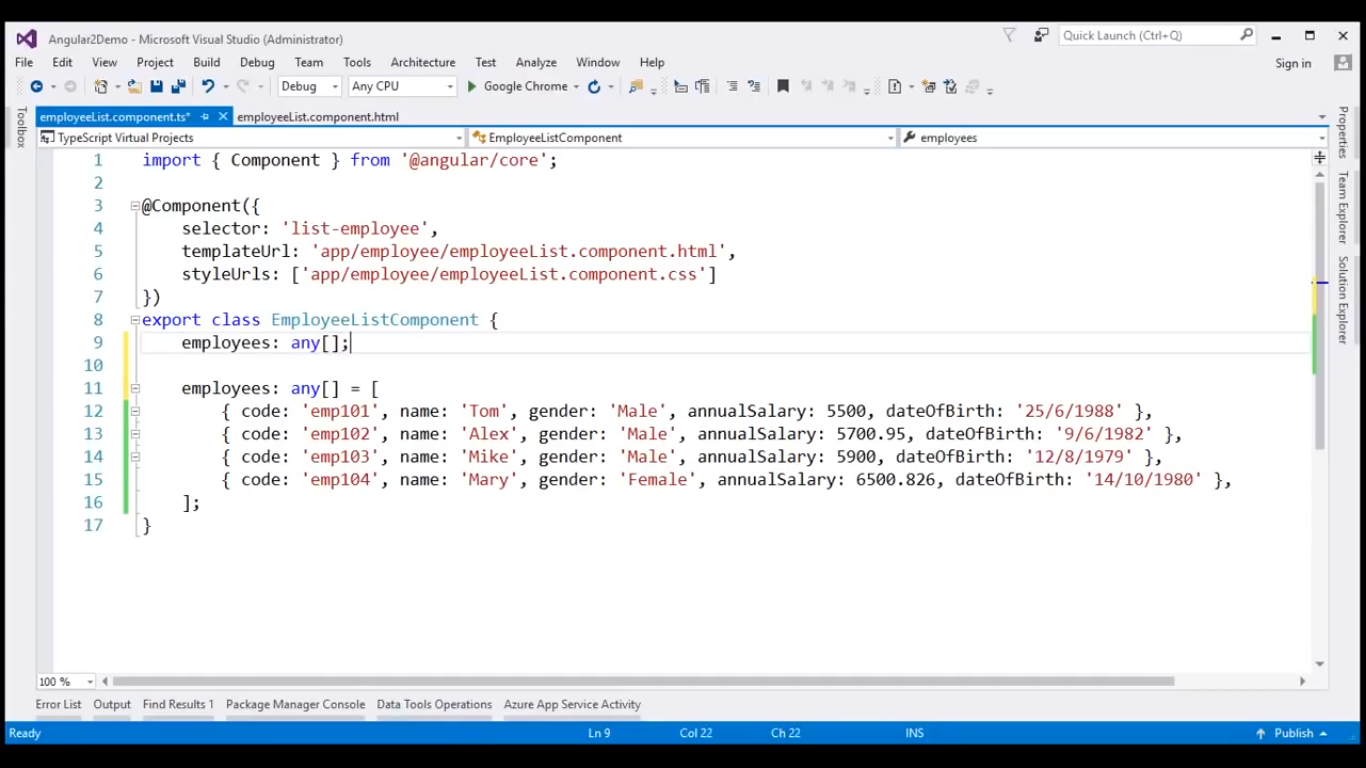 Angular2Demo - Microsoft Visual Studio (Administrator)
Quick Launch (Ctrl+Q)
File Edit View Project Build Debug Team Tools Architecture Test Analyze Window Help
Sign in
Debug Any CPU Google Chrome
employeeList.component.ts* employeeList.component.html
TypeScript Virtual Projects EmployeeListComponent employees
Toolbox
Properties
Team Explorer
Solution Explorer
1 import { Component } from '@angular/core';
2
3 @Component({
4 selector: 'list-employee',
5 templateUrl: 'app/employee/employeeList.component.html',
6 styleUrls: ['app/employee/employeeList.component.css']
7 })
8 export class EmployeeListComponent {
9 employees: any[];
10
11 employees: any[] = [
12 { code: 'emp101', name: 'Tom', gender: 'Male', annualSalary: 5500, dateOfBirth: '25/6/1988' },
13 { code: 'emp102', name: 'Alex', gender: 'Male', annualSalary: 5700.95, dateOfBirth: '9/6/1982' },
14 { code: 'emp103', name: 'Mike', gender: 'Male', annualSalary: 5900, dateOfBirth: '12/8/1979' },
15 { code: 'emp104', name: 'Mary', gender: 'Female', annualSalary: 6500.826, dateOfBirth: '14/10/1980' },
16 ];
17 }
100 %
Error List Output Find Results 1 Package Manager Console Data Tools Operations Azure App Service Activity
Ready Ln 9 Col 22 Ch 22 INS Publish